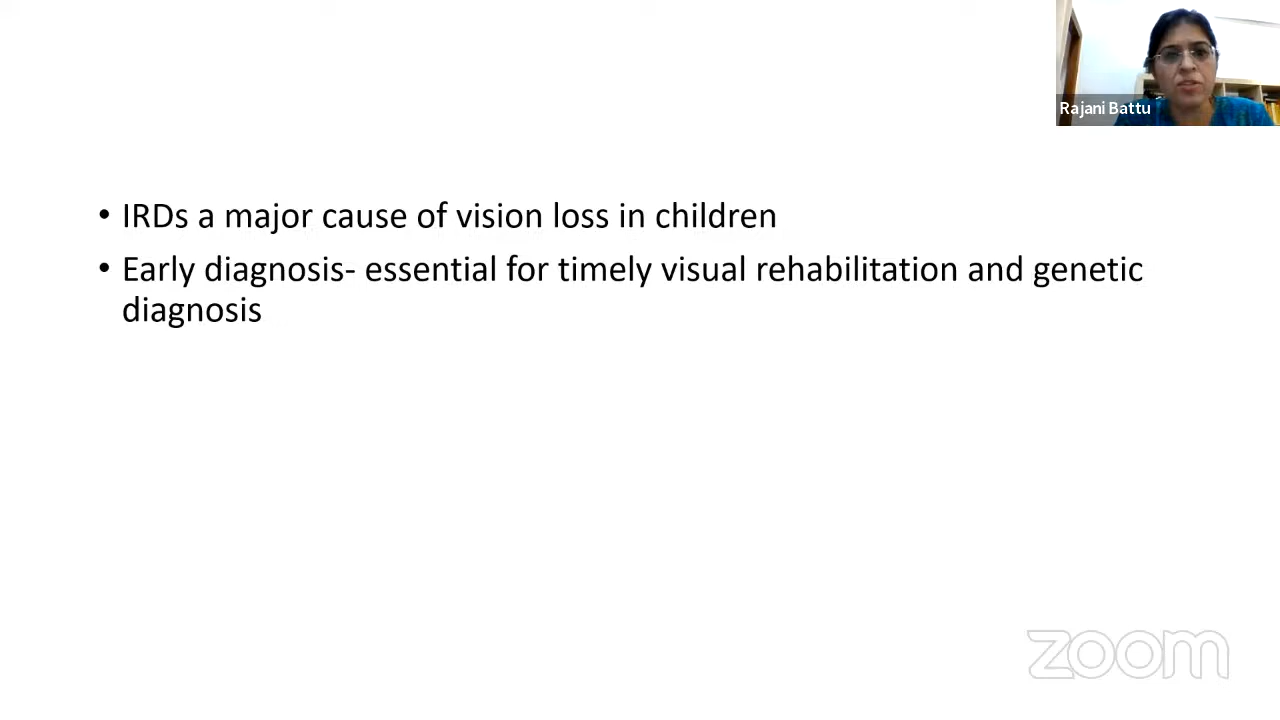 Rajani Battu
• IRDs a major cause of vision loss in children
• Early diagnosis- essential for timely visual rehabilitation and genetic
diagnosis
zoom